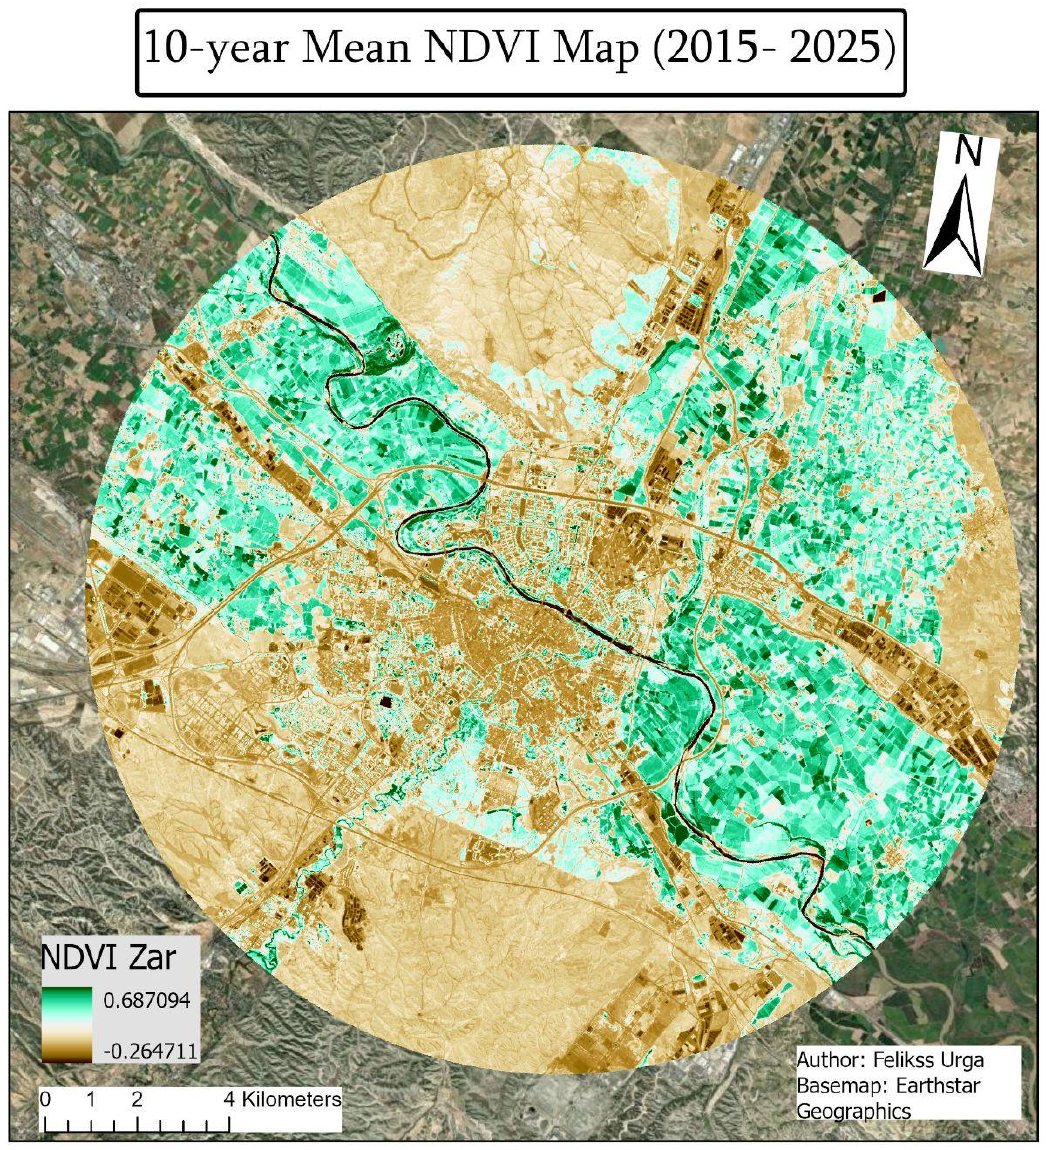 10-year Mean NDVI Map (2015- 2025)
N
NDVI Zar
0.687094
-0.264711
0 1 2 4 Kilometers
Author: Felikss Urga
Basemap: Earthstar
Geographics